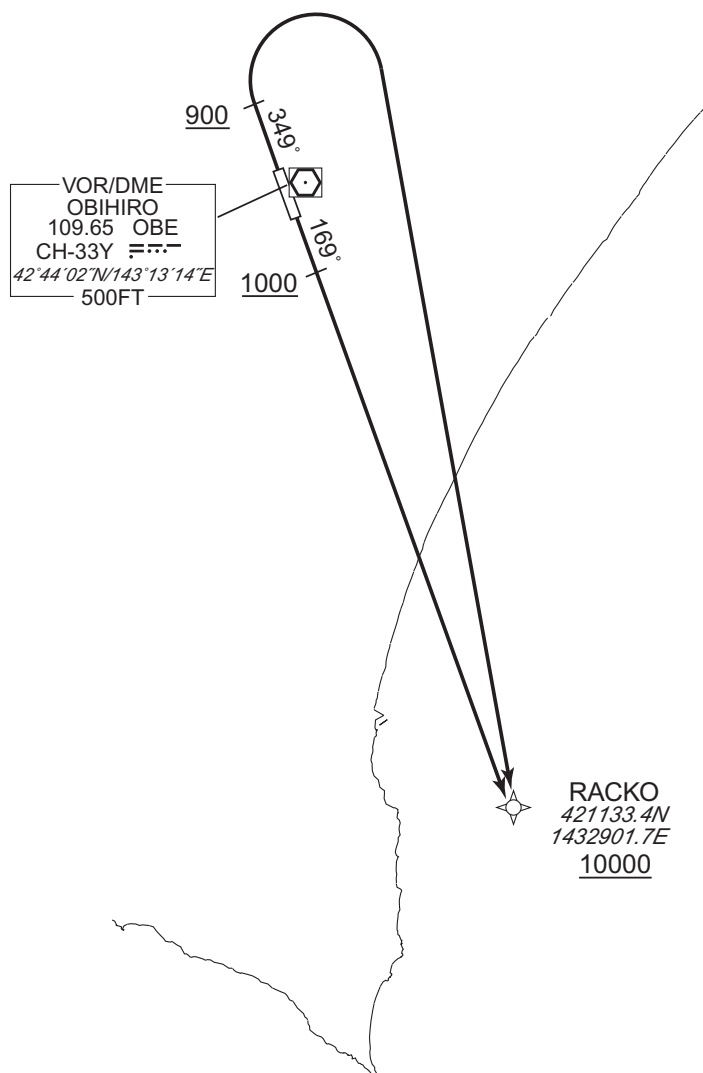 900
349°
VOR/DME
OBIHIRO
109.65 OBE
CH-33Y
42°44′02″N/143°13′14″E
500FT
169°
1000
RACKO
421133.4N
1432901.7E
10000